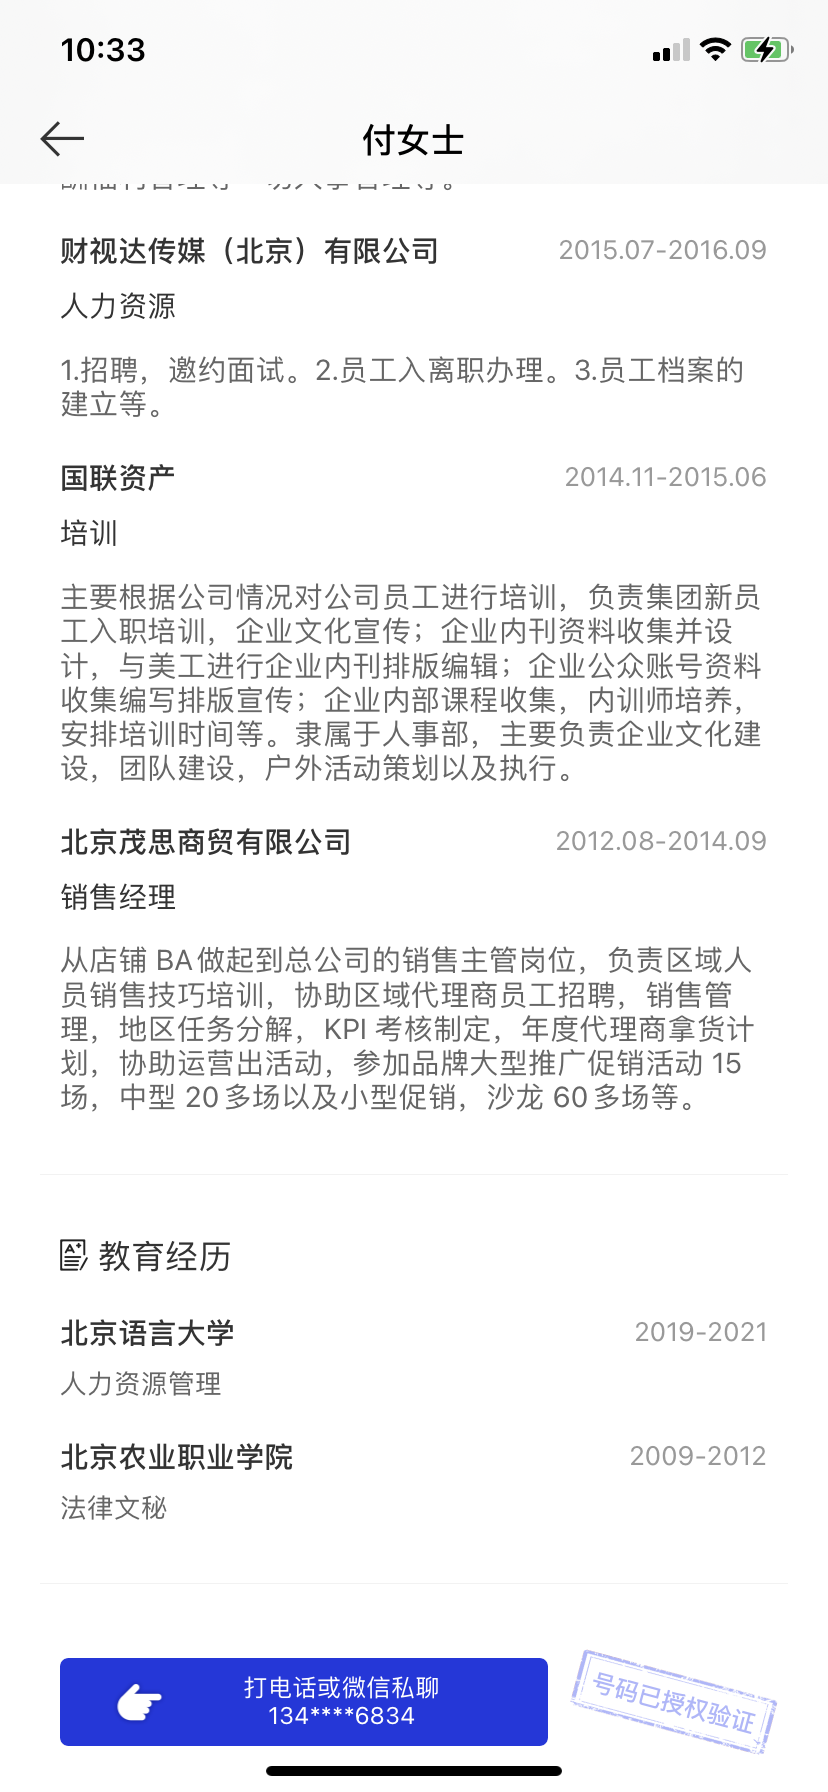 10:33
付女士
财视达传媒（北京）有限公司 2015.07-2016.09
人力资源
1.招聘，邀约面试。2.员工入离职办理。3.员工档案的
建立等。
国联资产 2014.11-2015.06
培训
主要根据公司情况对公司员工进行培训，负责集团新员
工入职培训，企业文化宣传；企业内刊资料收集并设
计，与美工进行企业内刊排版编辑；企业公众账号资料
收集编写排版宣传；企业内部课程收集，内训师培养，
安排培训时间等。隶属于人事部，主要负责企业文化建
设，团队建设，户外活动策划以及执行。
北京茂思商贸有限公司 2012.08-2014.09
销售经理
从店铺 BA做起到总公司的销售主管岗位，负责区域人
员销售技巧培训，协助区域代理商员工招聘，销售管
理，地区任务分解，KPI 考核制定，年度代理商拿货计
划，协助运营出活动，参加品牌大型推广促销活动 15
场，中型 20多场以及小型促销，沙龙 60多场等。
教育经历
北京语言大学 2019-2021
人力资源管理
北京农业职业学院 2009-2012
法律文秘
打电话或微信私聊
134****6834
号码已授权验证